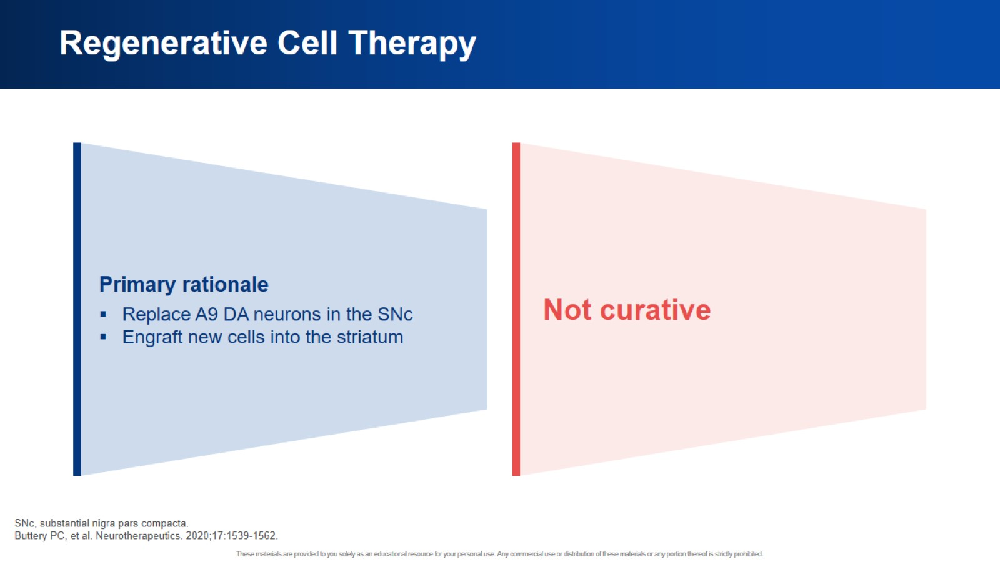 Regenerative Cell Therapy
Primary rationale
▪ Replace A9 DA neurons in the SNc
▪ Engraft new cells into the striatum
Not curative
SNc, substantial nigra pars compacta.
Buttery PC, et al. Neurotherapeutics. 2020;17:1539-1562.
These materials are provided to you solely as an educational resource for your personal use. Any commercial use or distribution of these materials or any portion thereof is strictly prohibited.